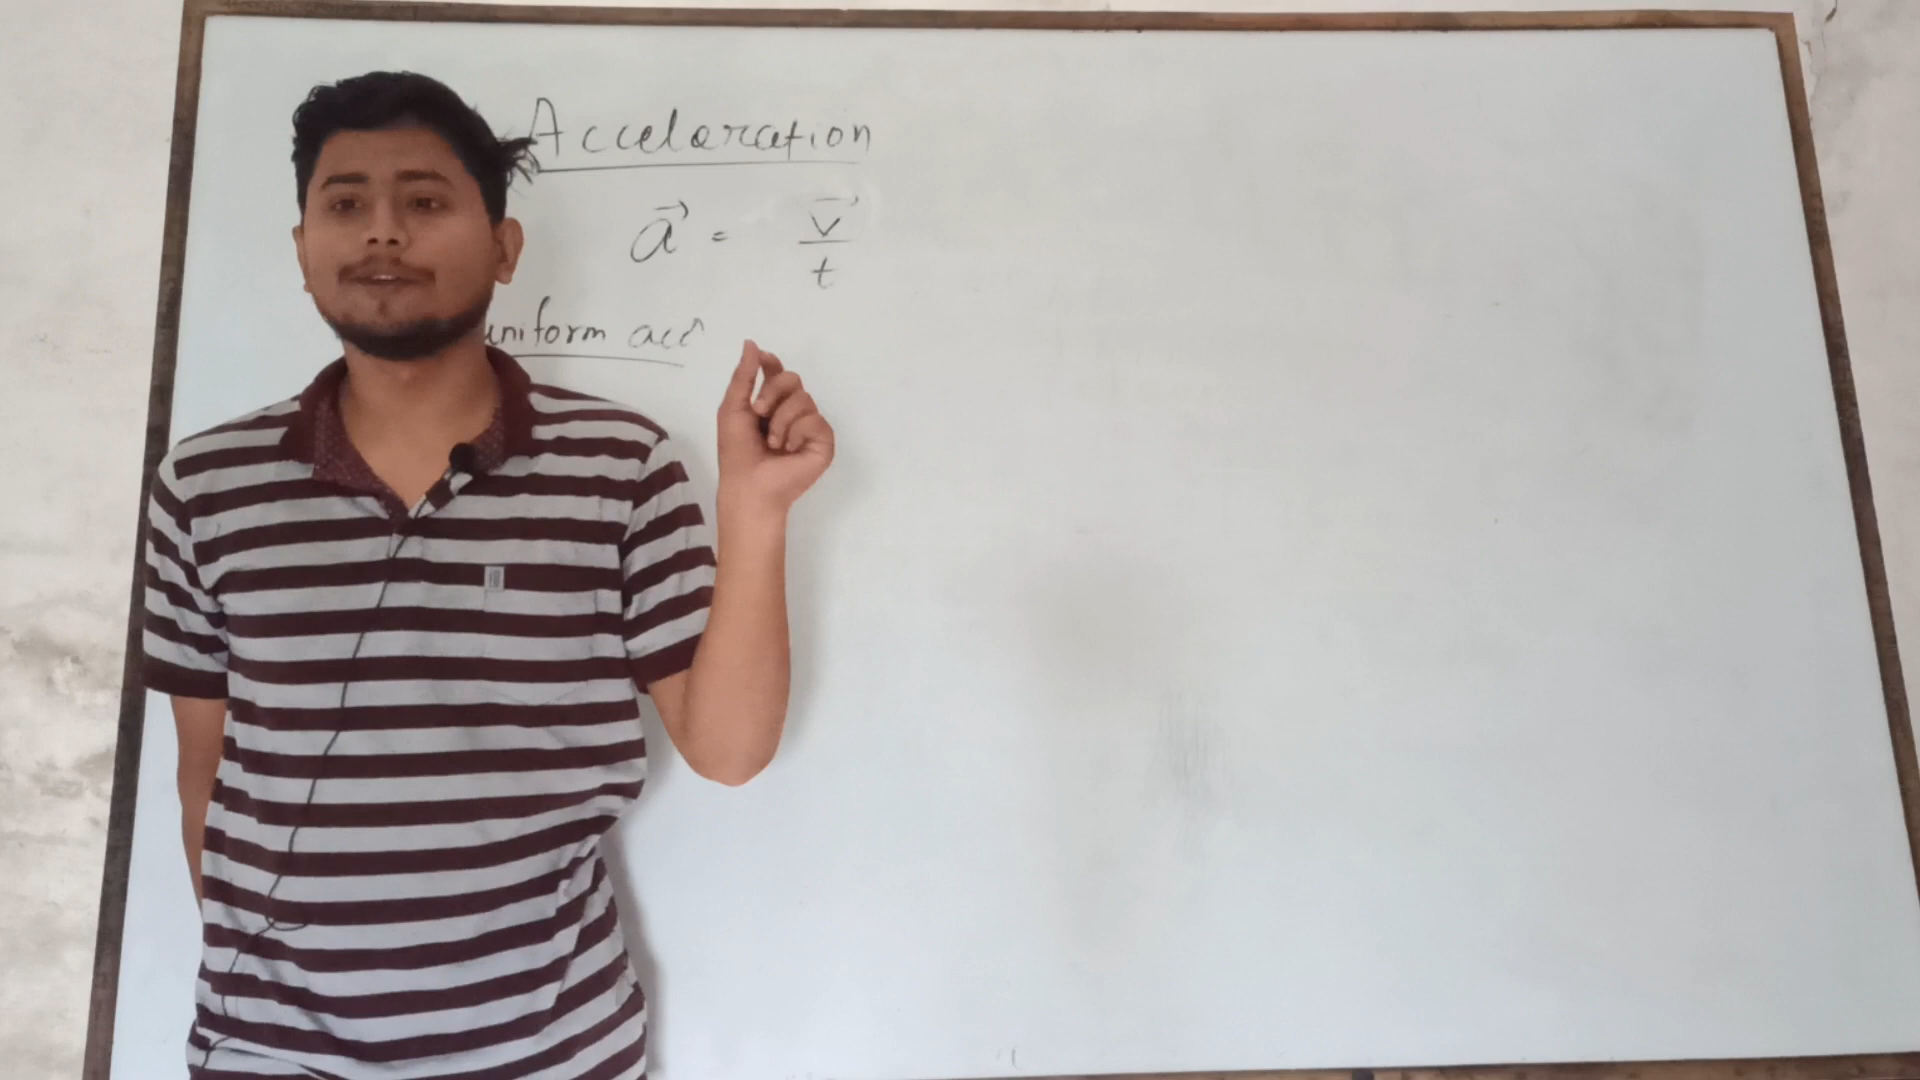 Acceleration
a⃗ = v⃗/t
uniform accⁿ